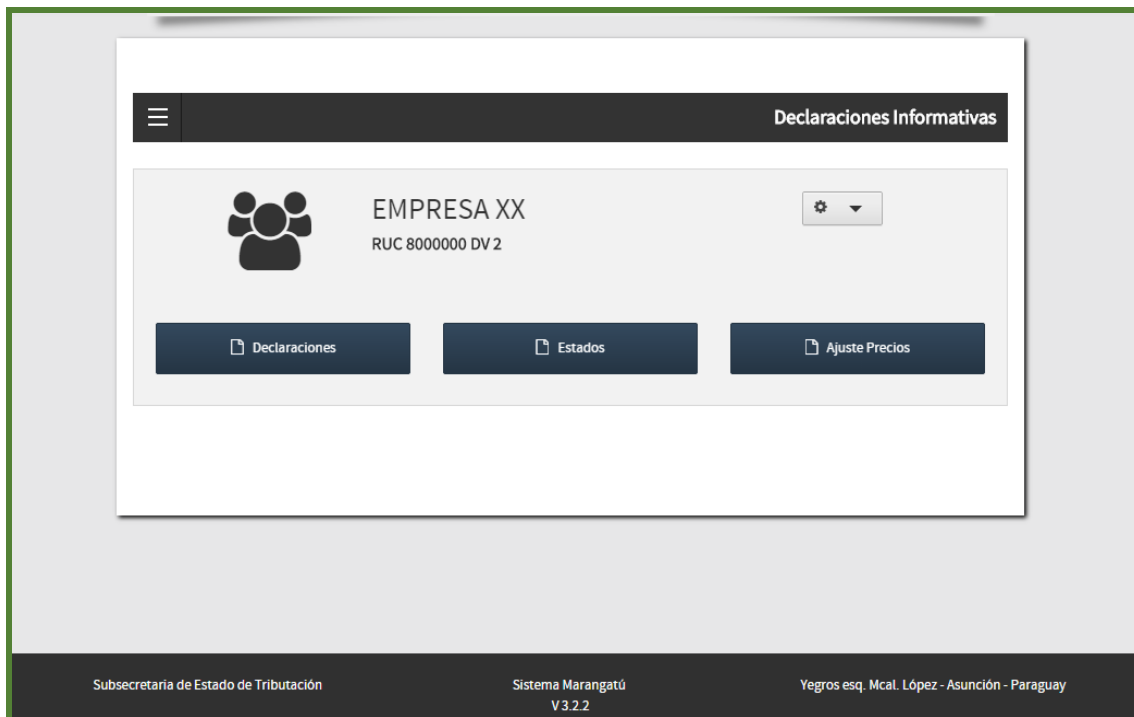 Declaraciones Informativas
EMPRESA XX
RUC 8000000 DV 2
Declaraciones
Estados
Ajuste Precios
Subsecretaria de Estado de Tributación
Sistema Marangatú
V 3.2.2
Yegros esq. Mcal. López - Asunción - Paraguay